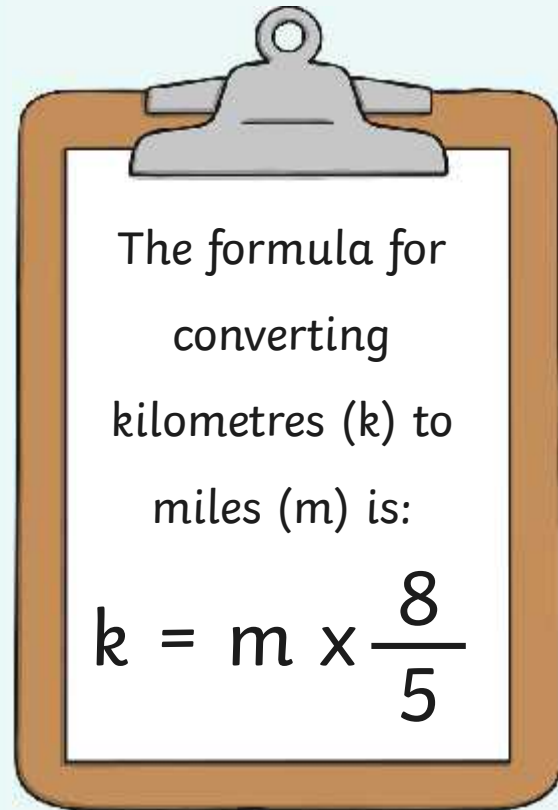 The formula for
converting
kilometres (k) to
miles (m) is:
k = m x 8/5